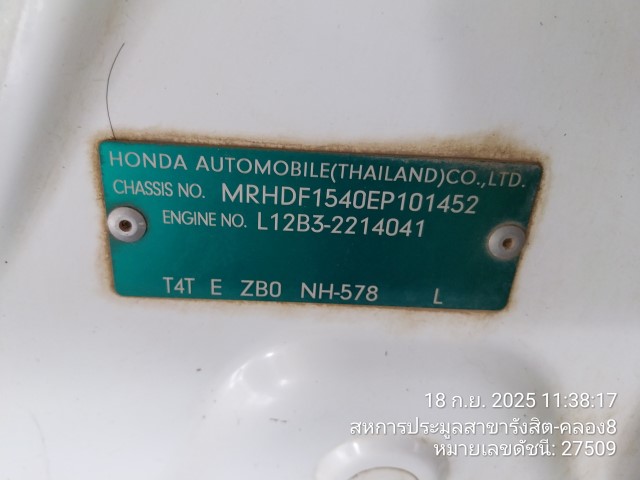 HONDA AUTOMOBILE(THAILAND)CO.,LTD.
CHASSIS NO. MRHDF1540EP101452
ENGINE NO. L12B3-2214041
T4T E ZB0 NH-578 L
18 ก.ย. 2025 11:38:17
สหการประมูลสาขารังสิต-คลอง8
หมายเลขดัชนี: 27509